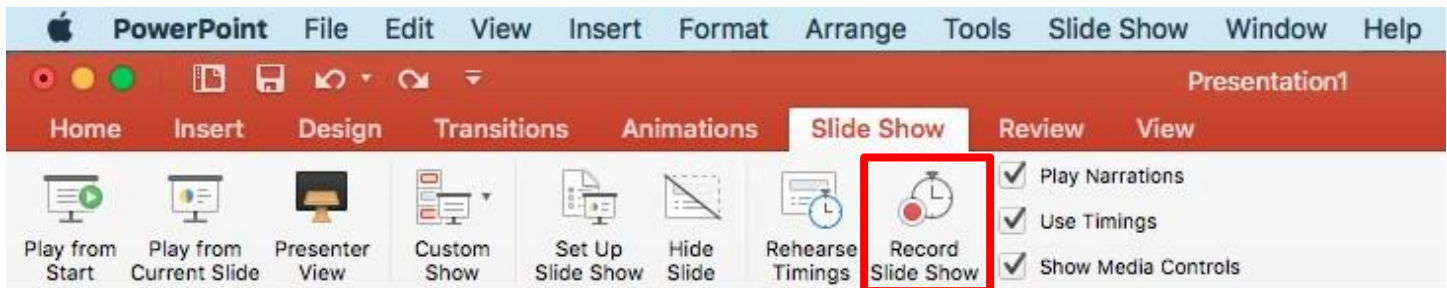 PowerPoint File Edit View Insert Format Arrange Tools Slide Show Window Help
Presentation1
Home Insert Design Transitions Animations Slide Show Review View
Play from Start
Play from Current Slide
Presenter View
Custom Show
Set Up Slide Show
Hide Slide
Rehearse Timings
Record Slide Show
Play Narrations
Use Timings
Show Media Controls